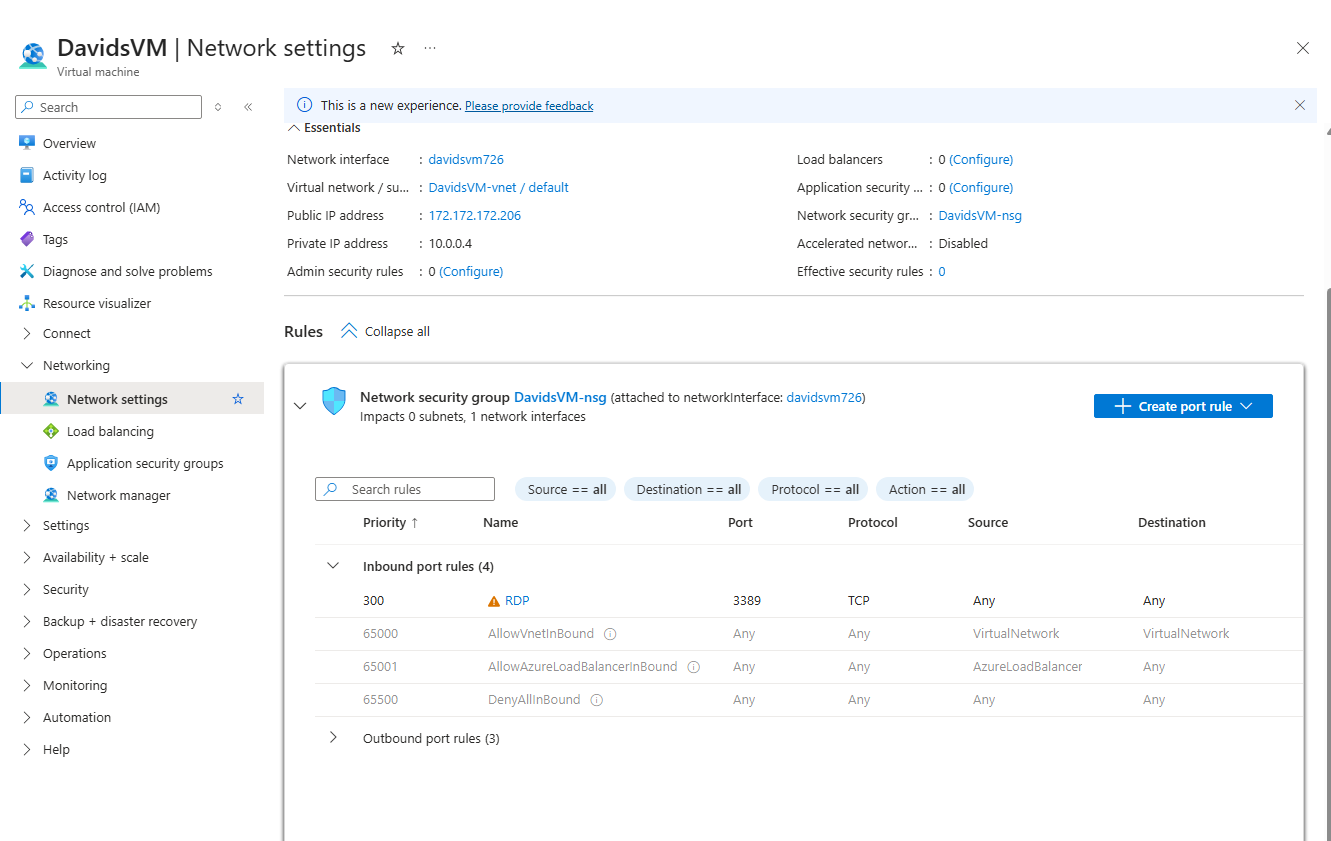 DavidsVM | Network settings
Virtual machine
Search
This is a new experience. Please provide feedback
Overview
Activity log
Access control (IAM)
Tags
Diagnose and solve problems
Resource visualizer
Connect
Networking
Network settings
Load balancing
Application security groups
Network manager
Settings
Availability + scale
Security
Backup + disaster recovery
Operations
Monitoring
Automation
Help
Essentials
Network interface : davidsvm726
Virtual network / su... : DavidsVM-vnet / default
Public IP address : 172.172.172.206
Private IP address : 10.0.0.4
Admin security rules : 0 (Configure)
Load balancers : 0 (Configure)
Application security ... : 0 (Configure)
Network security gr... : DavidsVM-nsg
Accelerated networ... : Disabled
Effective security rules : 0
Rules Collapse all
Network security group DavidsVM-nsg (attached to networkInterface: davidsvm726)
Impacts 0 subnets, 1 network interfaces
Create port rule
Search rules Source == all Destination == all Protocol == all Action == all
Priority ↑ Name Port Protocol Source Destination
Inbound port rules (4)
300 RDP 3389 TCP Any Any
65000 AllowVnetInBound Any Any VirtualNetwork VirtualNetwork
65001 AllowAzureLoadBalancerInBound Any Any AzureLoadBalancer Any
65500 DenyAllInBound Any Any Any Any
Outbound port rules (3)